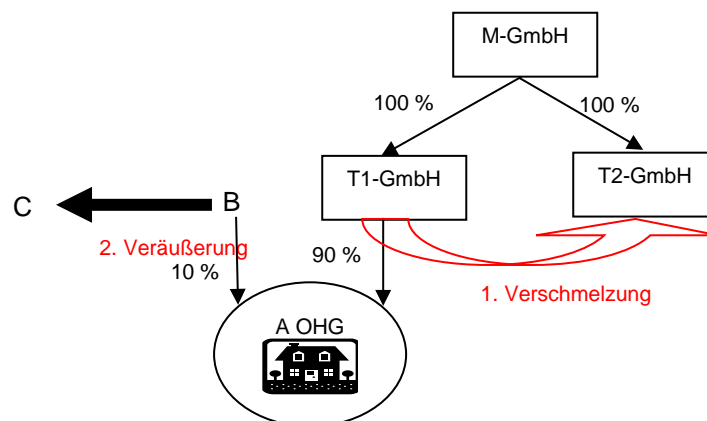 M-GmbH
100 %
100 %
T1-GmbH
T2-GmbH
C
B
2. Veräußerung
10 %
90 %
1. Verschmelzung
A OHG